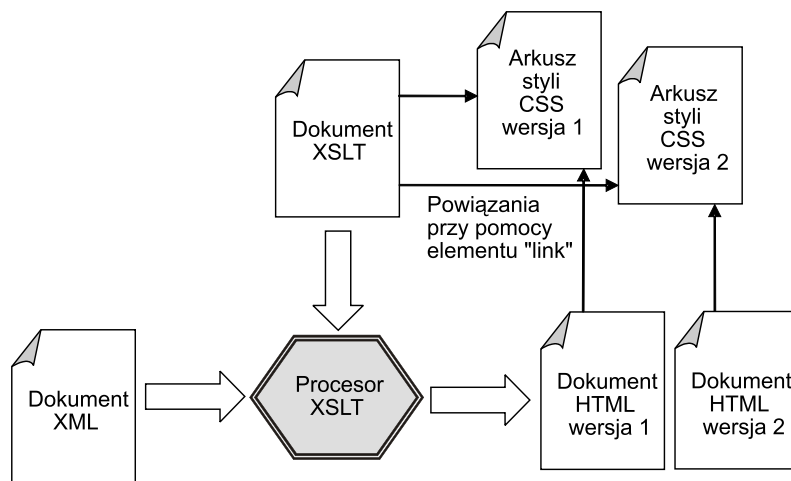 Arkusz
styli
CSS
wersja 1
Arkusz
styli
CSS
wersja 2
Dokument
XSLT
Powiązania
przy pomocy
elementu "link"
Dokument
XML
Procesor
XSLT
Dokument
HTML
wersja 1
Dokument
HTML
wersja 2